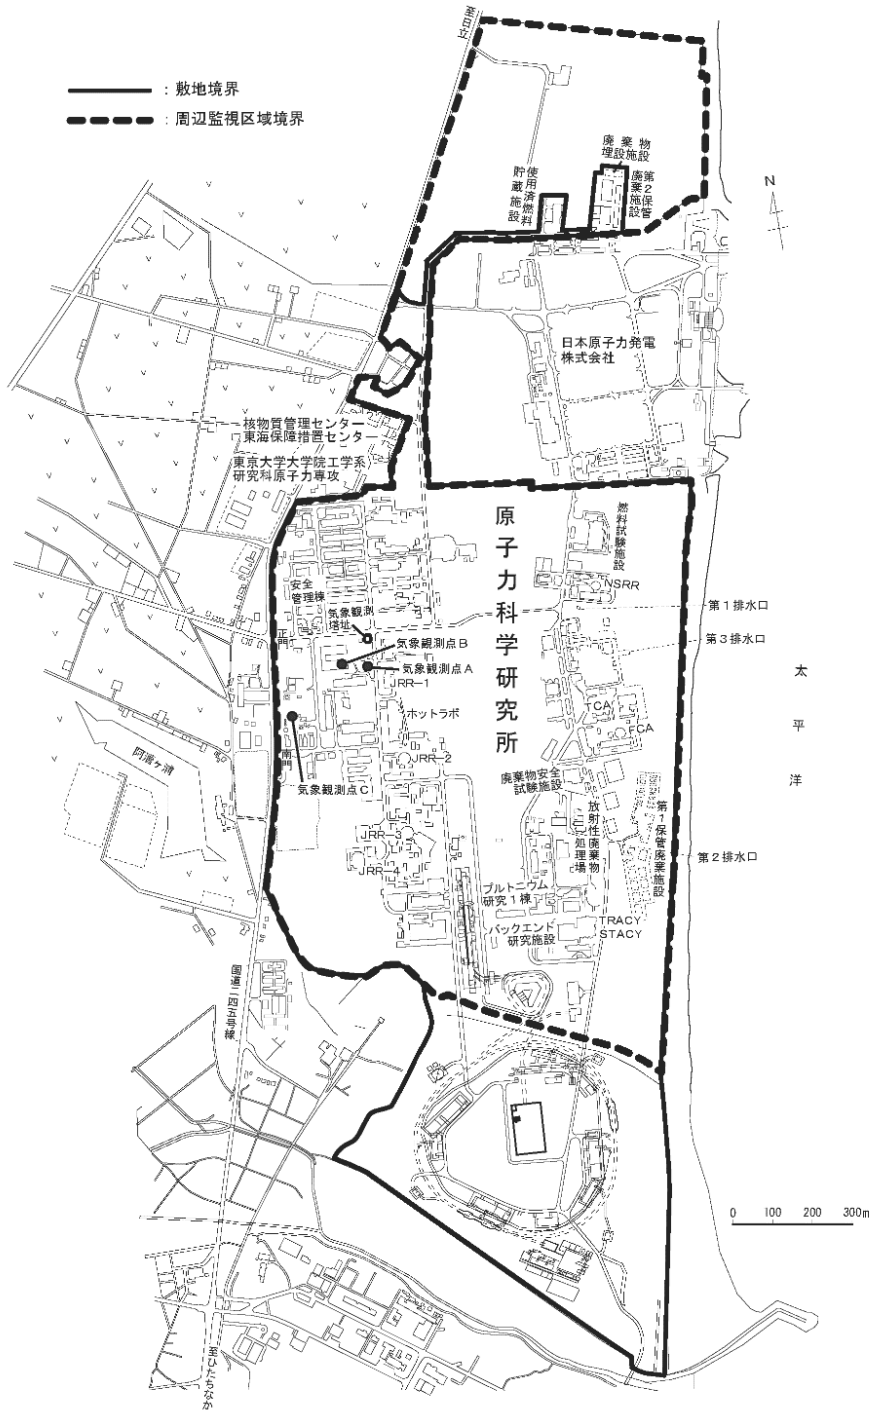 至日立
：敷地境界
：周辺監視区域境界
廃棄物
埋設施設
第2保管
廃棄施設
使用済燃料
貯蔵施設
N
日本原子力発電
株式会社
核物質管理センター
東海保障措置センター
東京大学大学院工学系
研究科原子力専攻
原子力科学研究所
燃料試験施設
NSRR
安全
管理棟
気象観測
塔址
正門
第1排水口
気象観測点B
第3排水口
気象観測点A
JRR-1
太平洋
ホットラボ
TCA
FCA
南門
JRR-2
阿漕ヶ浦
気象観測点C
廃棄物安全
試験施設
放射性廃棄物
処理場
第1保管廃棄施設
JRR-3
第2排水口
JRR-4
プルトニウム
研究1棟
TRACY
STACY
バックエンド
研究施設
国道二四五号線
0 100 200 300m
至ひたちなか